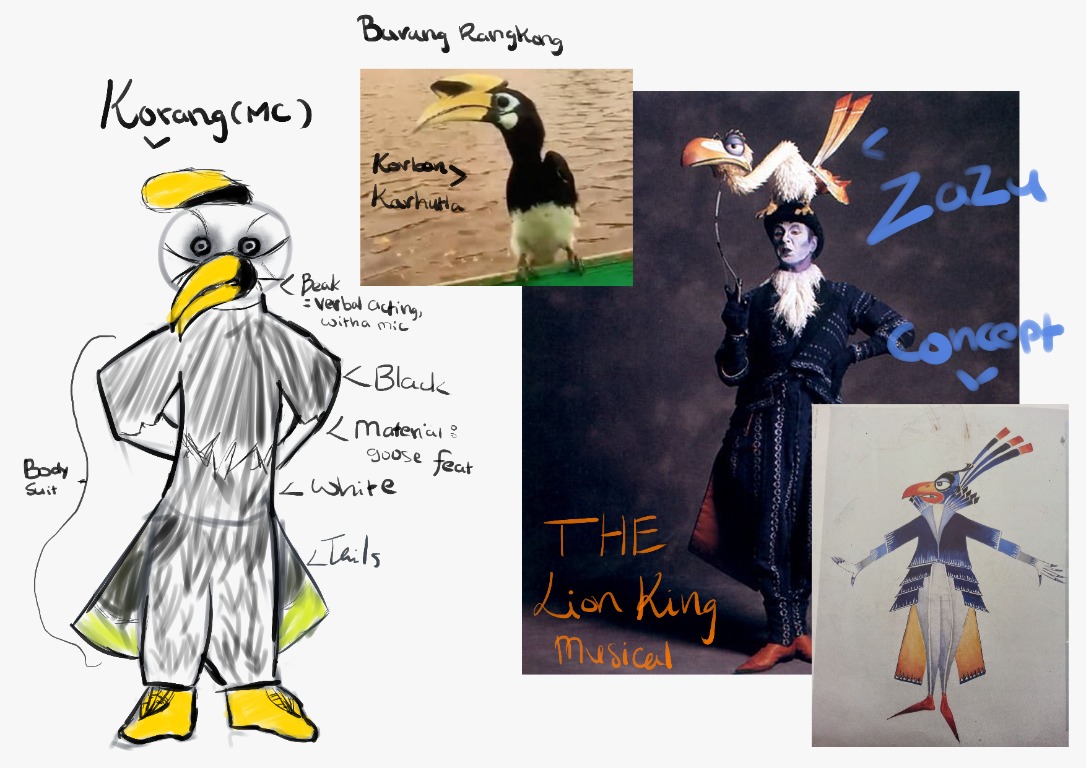 Burung Rangkong
Korang (MC)
Karhutla
Zazu
Beak
= verbal acting,
with a mic
Concept
Black
Material:
goose feat
Body
suit
White
Tails
THE
Lion King
Musical